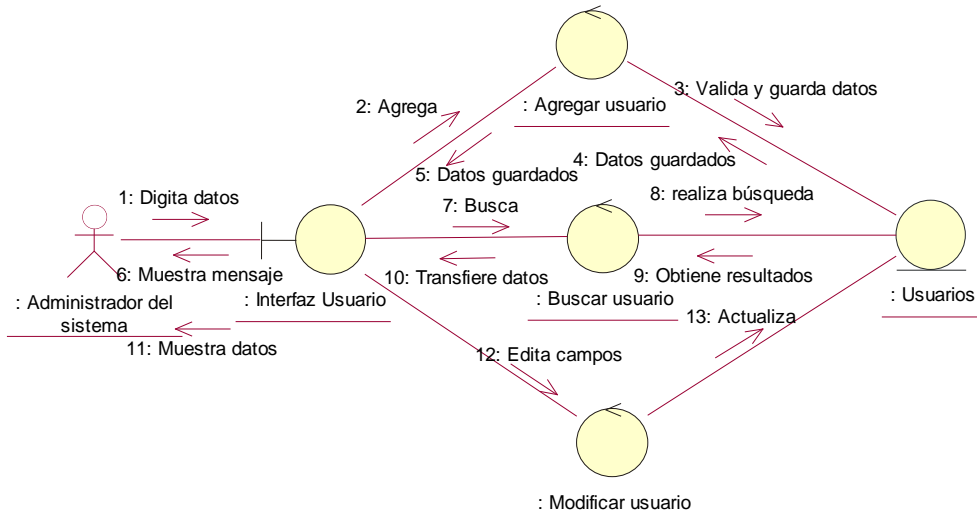 3: Valida y guarda datos
2: Agrega
: Agregar usuario
4: Datos guardados
5: Datos guardados
1: Digita datos
7: Busca
8: realiza búsqueda
6: Muestra mensaje
10: Transfiere datos
9: Obtiene resultados
: Administrador del
sistema
: Interfaz Usuario
: Buscar usuario
: Usuarios
13: Actualiza
11: Muestra datos
12: Edita campos
: Modificar usuario